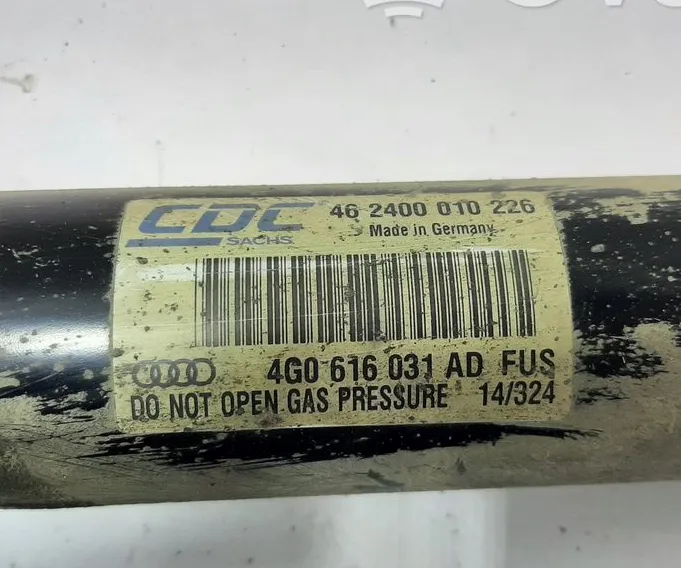 CDC
SACHS
46 2400 010 226
Made in Germany
4G0 616 031 AD FUS
DO NOT OPEN GAS PRESSURE 14/324